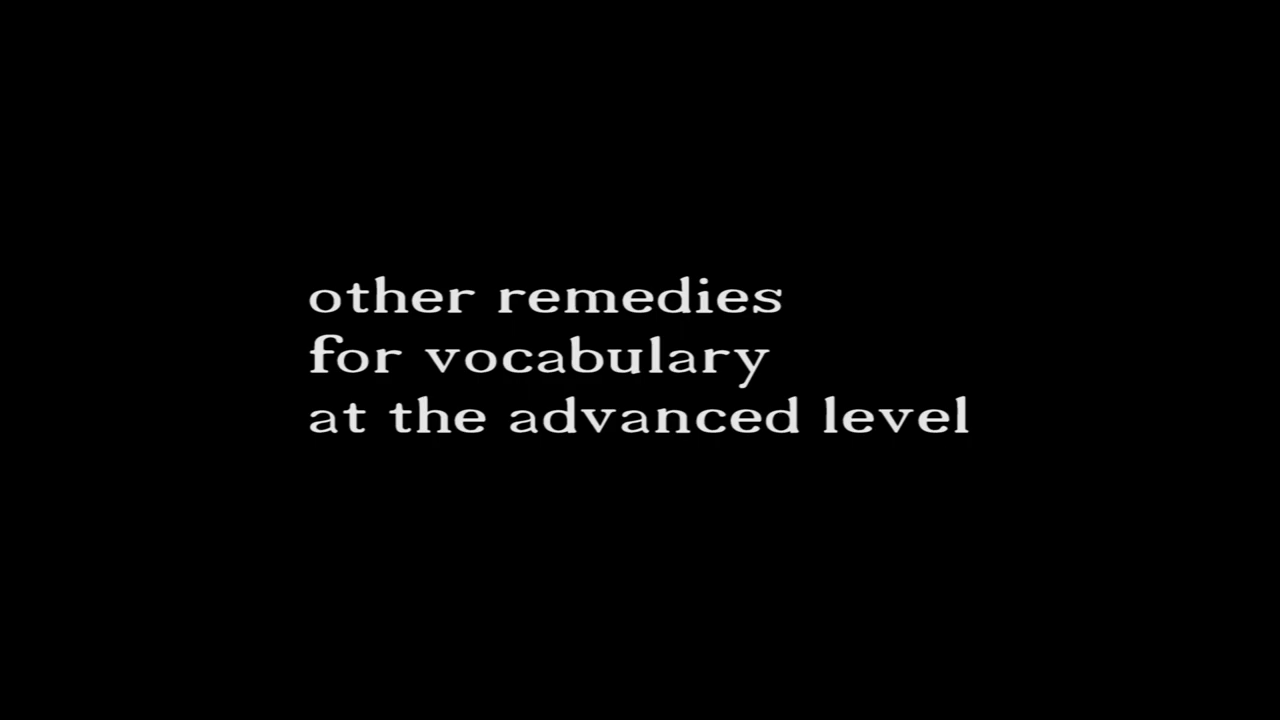 other remedies
for vocabulary
at the advanced level